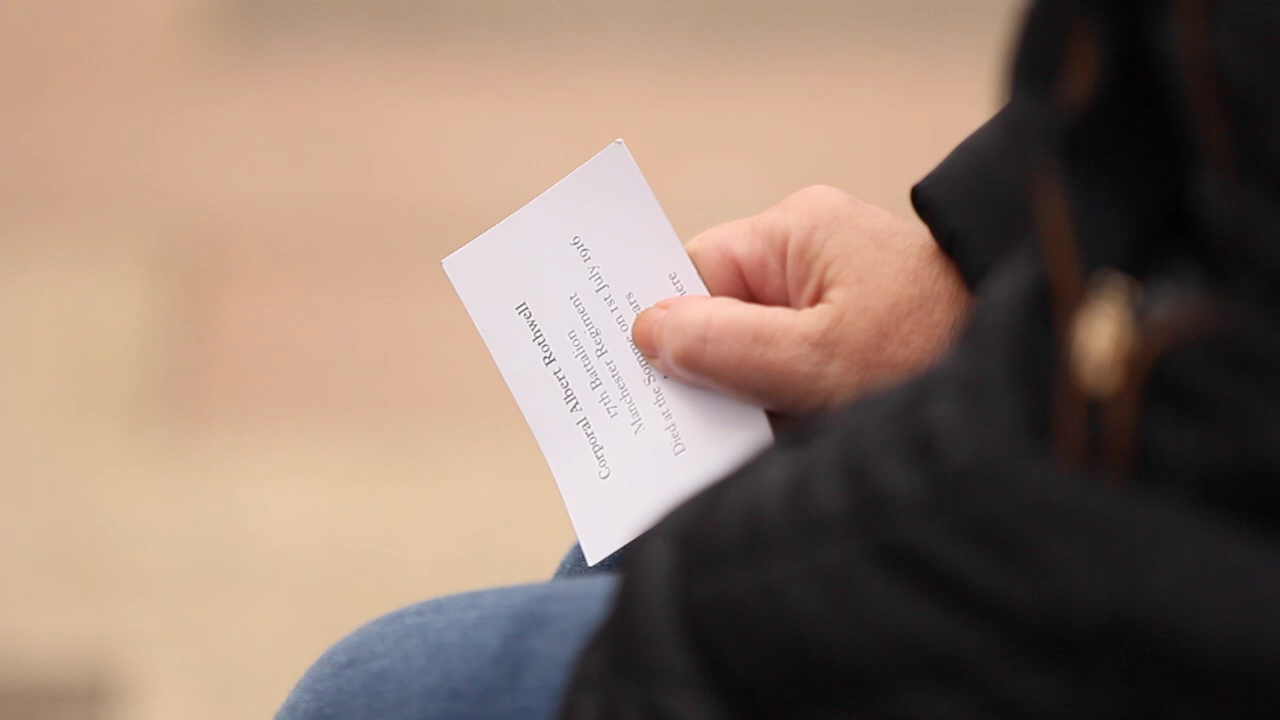 Corporal Albert Rothwell
17th Battalion
Manchester Regiment
Died at the Somme on 1st July 1916